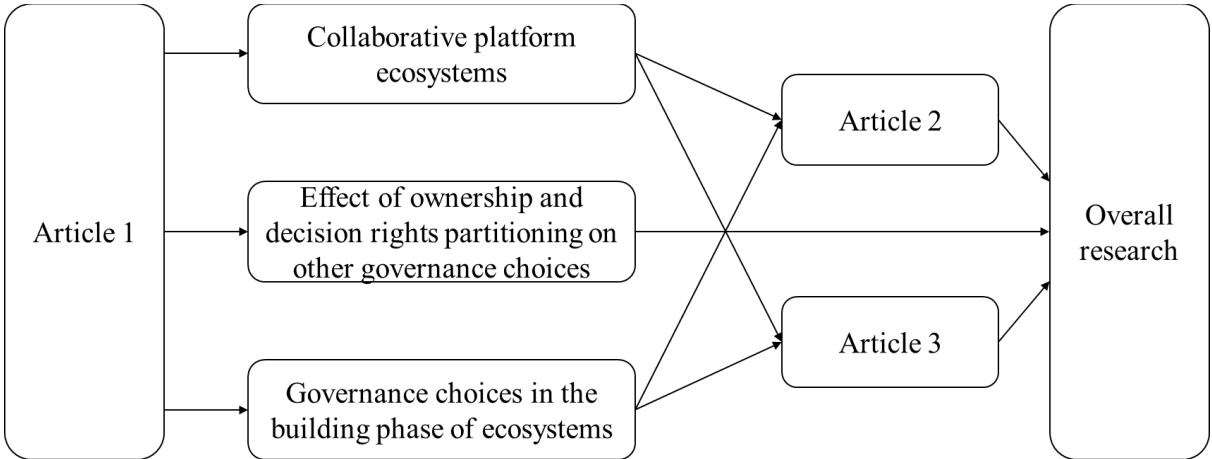 Article 1
Collaborative platform
ecosystems
Effect of ownership and
decision rights partitioning on
other governance choices
Governance choices in the
building phase of ecosystems
Article 2
Article 3
Overall
research